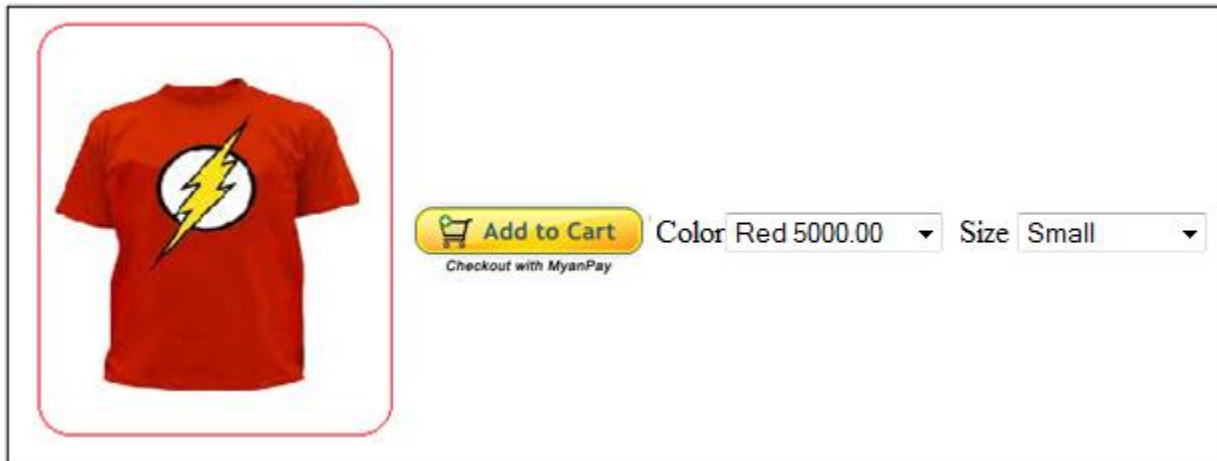 Add to Cart
Checkout with MyanPay
Color Red 5000.00
Size Small